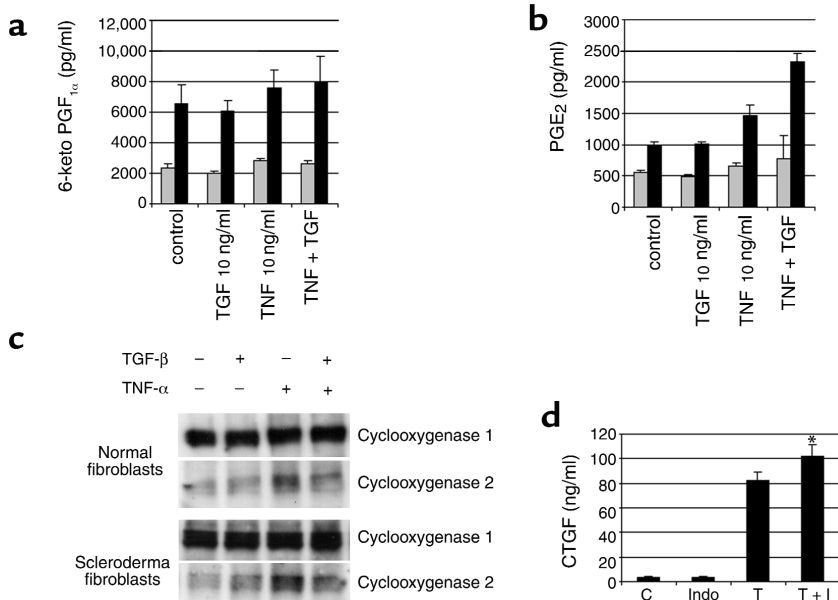 a
6-keto PGF1α (pg/ml)
12,000
10,000
8000
6000
4000
2000
0
control
TGF 10 ng/ml
TNF 10 ng/ml
TNF + TGF
b
PGE2 (pg/ml)
3000
2500
2000
1500
1000
500
0
control
TGF 10 ng/ml
TNF 10 ng/ml
TNF + TGF
c
TGF-β – + – +
TNF-α – – + +
Normal
fibroblasts
Cyclooxygenase 1
Cyclooxygenase 2
Scleroderma
fibroblasts
Cyclooxygenase 1
Cyclooxygenase 2
d
CTGF (ng/ml)
120
100
80
60
40
20
0
*
C Indo T T + I